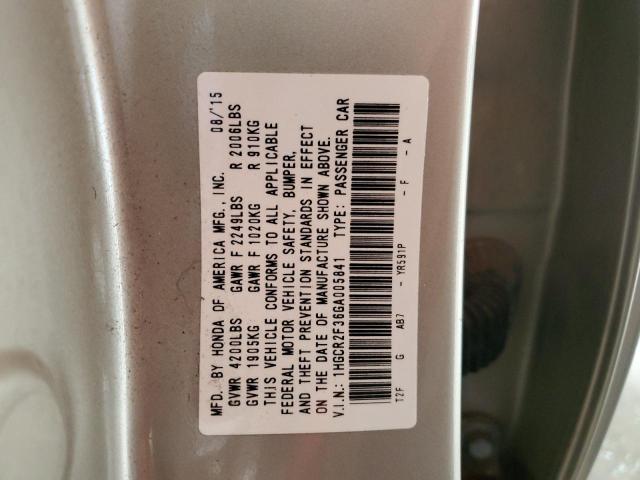 MFD. BY HONDA OF AMERICA MFG., INC. 08/'15
GVWR 4200LBS GAWR F 2249LBS R 2006LBS
GVWR 1905KG GAWR F 1020KG R 910KG
THIS VEHICLE CONFORMS TO ALL APPLICABLE
FEDERAL MOTOR VEHICLE SAFETY, BUMPER,
AND THEFT PREVENTION STANDARDS IN EFFECT
ON THE DATE OF MANUFACTURE SHOWN ABOVE.
V.I.N.: 1HGCR2F36GA005841 TYPE: PASSENGER CAR
T2F G AB7 - YR591P - F - A